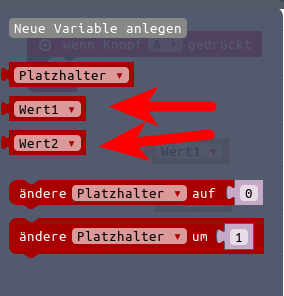 Neue Variable anlegen
wenn Knopf A gedrückt
Platzhalter
Wert1
Wert2
Wert1
ändere Platzhalter auf 0
ändere Platzhalter um 1